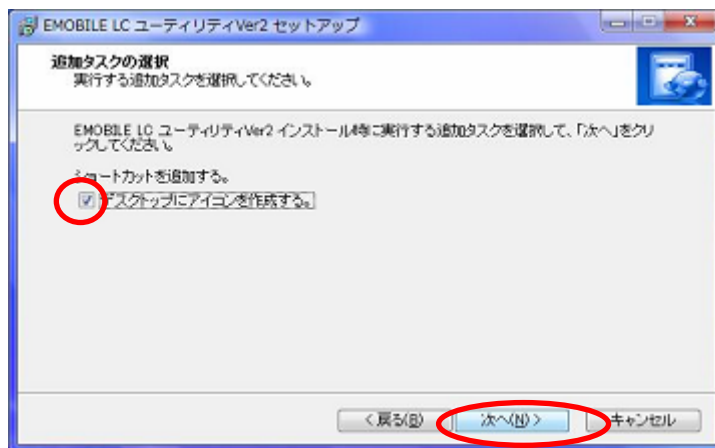 EMOBILE LC ユーティリティVer2 セットアップ
追加タスクの選択
実行する追加タスクを選択してください。
EMOBILE LC ユーティリティVer2 インストール時に実行する追加タスクを選択して、「次へ」をクリ
ックしてください。
ショートカットを追加する。
デスクトップにアイコンを作成する。
< 戻る(B)
次へ(N) >
キャンセル